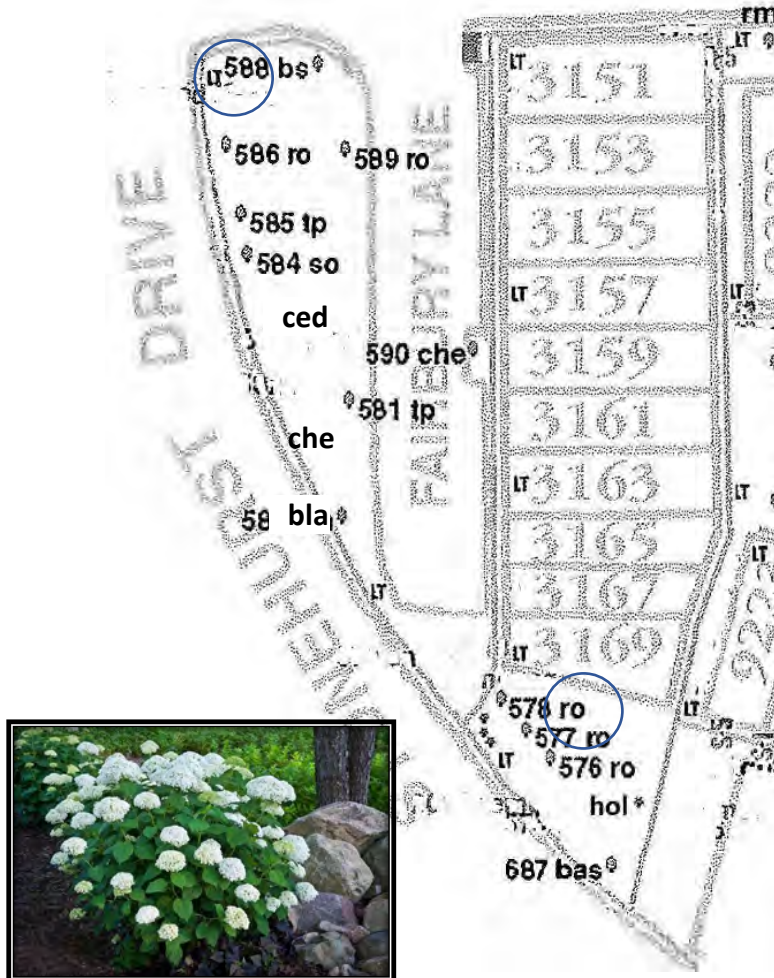 rm
LT
LT 588 bs
LT
3151
586 ro
589 ro
3153
DRIVE
585 tp
3155
584 so
LT 3157
LT
ced
FAIRBURY LANE
590 che
3159
581 tp
3161
che
LT 3163
LT
bla
3165
LT
LT
3167
LT 3169
578 ro
LT
577 ro
LT
576 ro
hol
687 bas